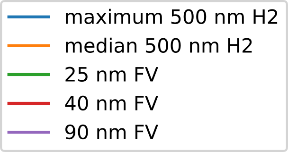 maximum 500 nm H2
median 500 nm H2
25 nm FV
40 nm FV
90 nm FV